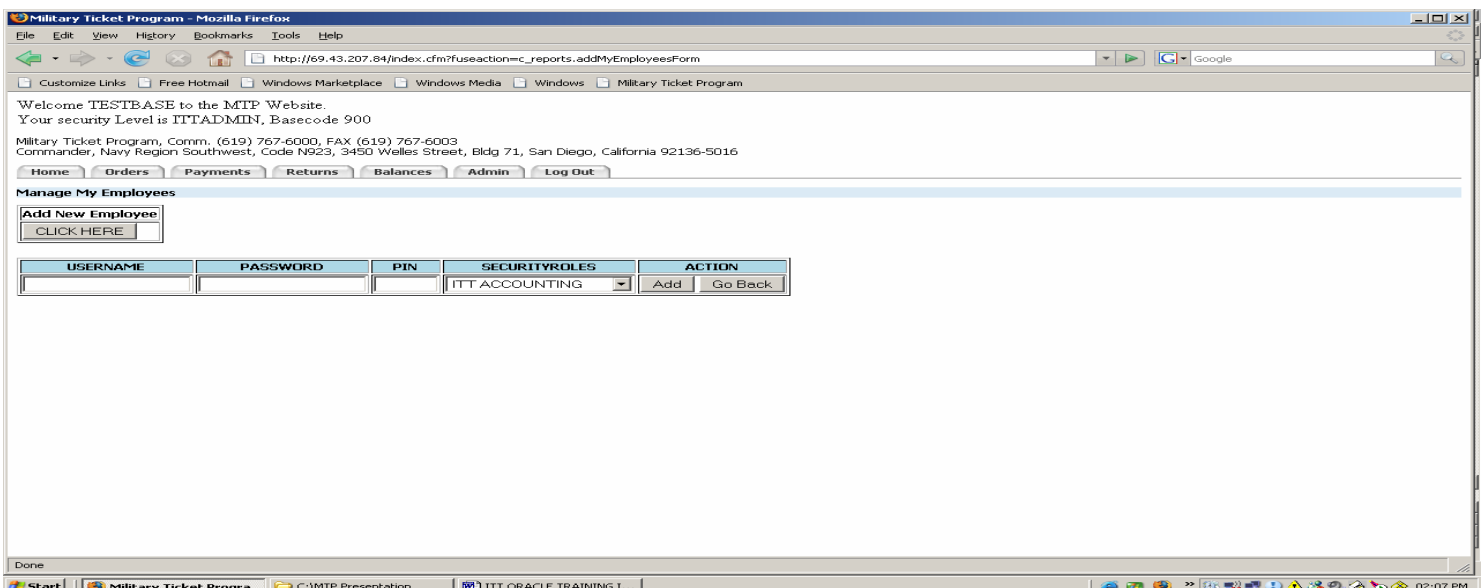 Military Ticket Program - Mozilla Firefox
File Edit View History Bookmarks Tools Help
http://69.43.207.84/index.cfm?fuseaction=c_reports.addMyEmployeesForm Google
Customize Links Free Hotmail Windows Marketplace Windows Media Windows Military Ticket Program
Welcome TESTBASE to the MTP Website.
Your security Level is ITTADMIN, Basecode 900
Military Ticket Program, Comm. (619) 767-6000, FAX (619) 767-6003
Commander, Navy Region Southwest, Code N923, 3450 Welles Street, Bldg 71, San Diego, California 92136-5016
Home Orders Payments Returns Balances Admin Log Out
Manage My Employees
Add New Employee
CLICK HERE
USERNAME PASSWORD PIN SECURITYROLES ACTION
ITT ACCOUNTING Add Go Back
Done
Start Military Ticket Progra... C:\MTP Presentation ITT ORACLE TRAINING I... 02:07 PM